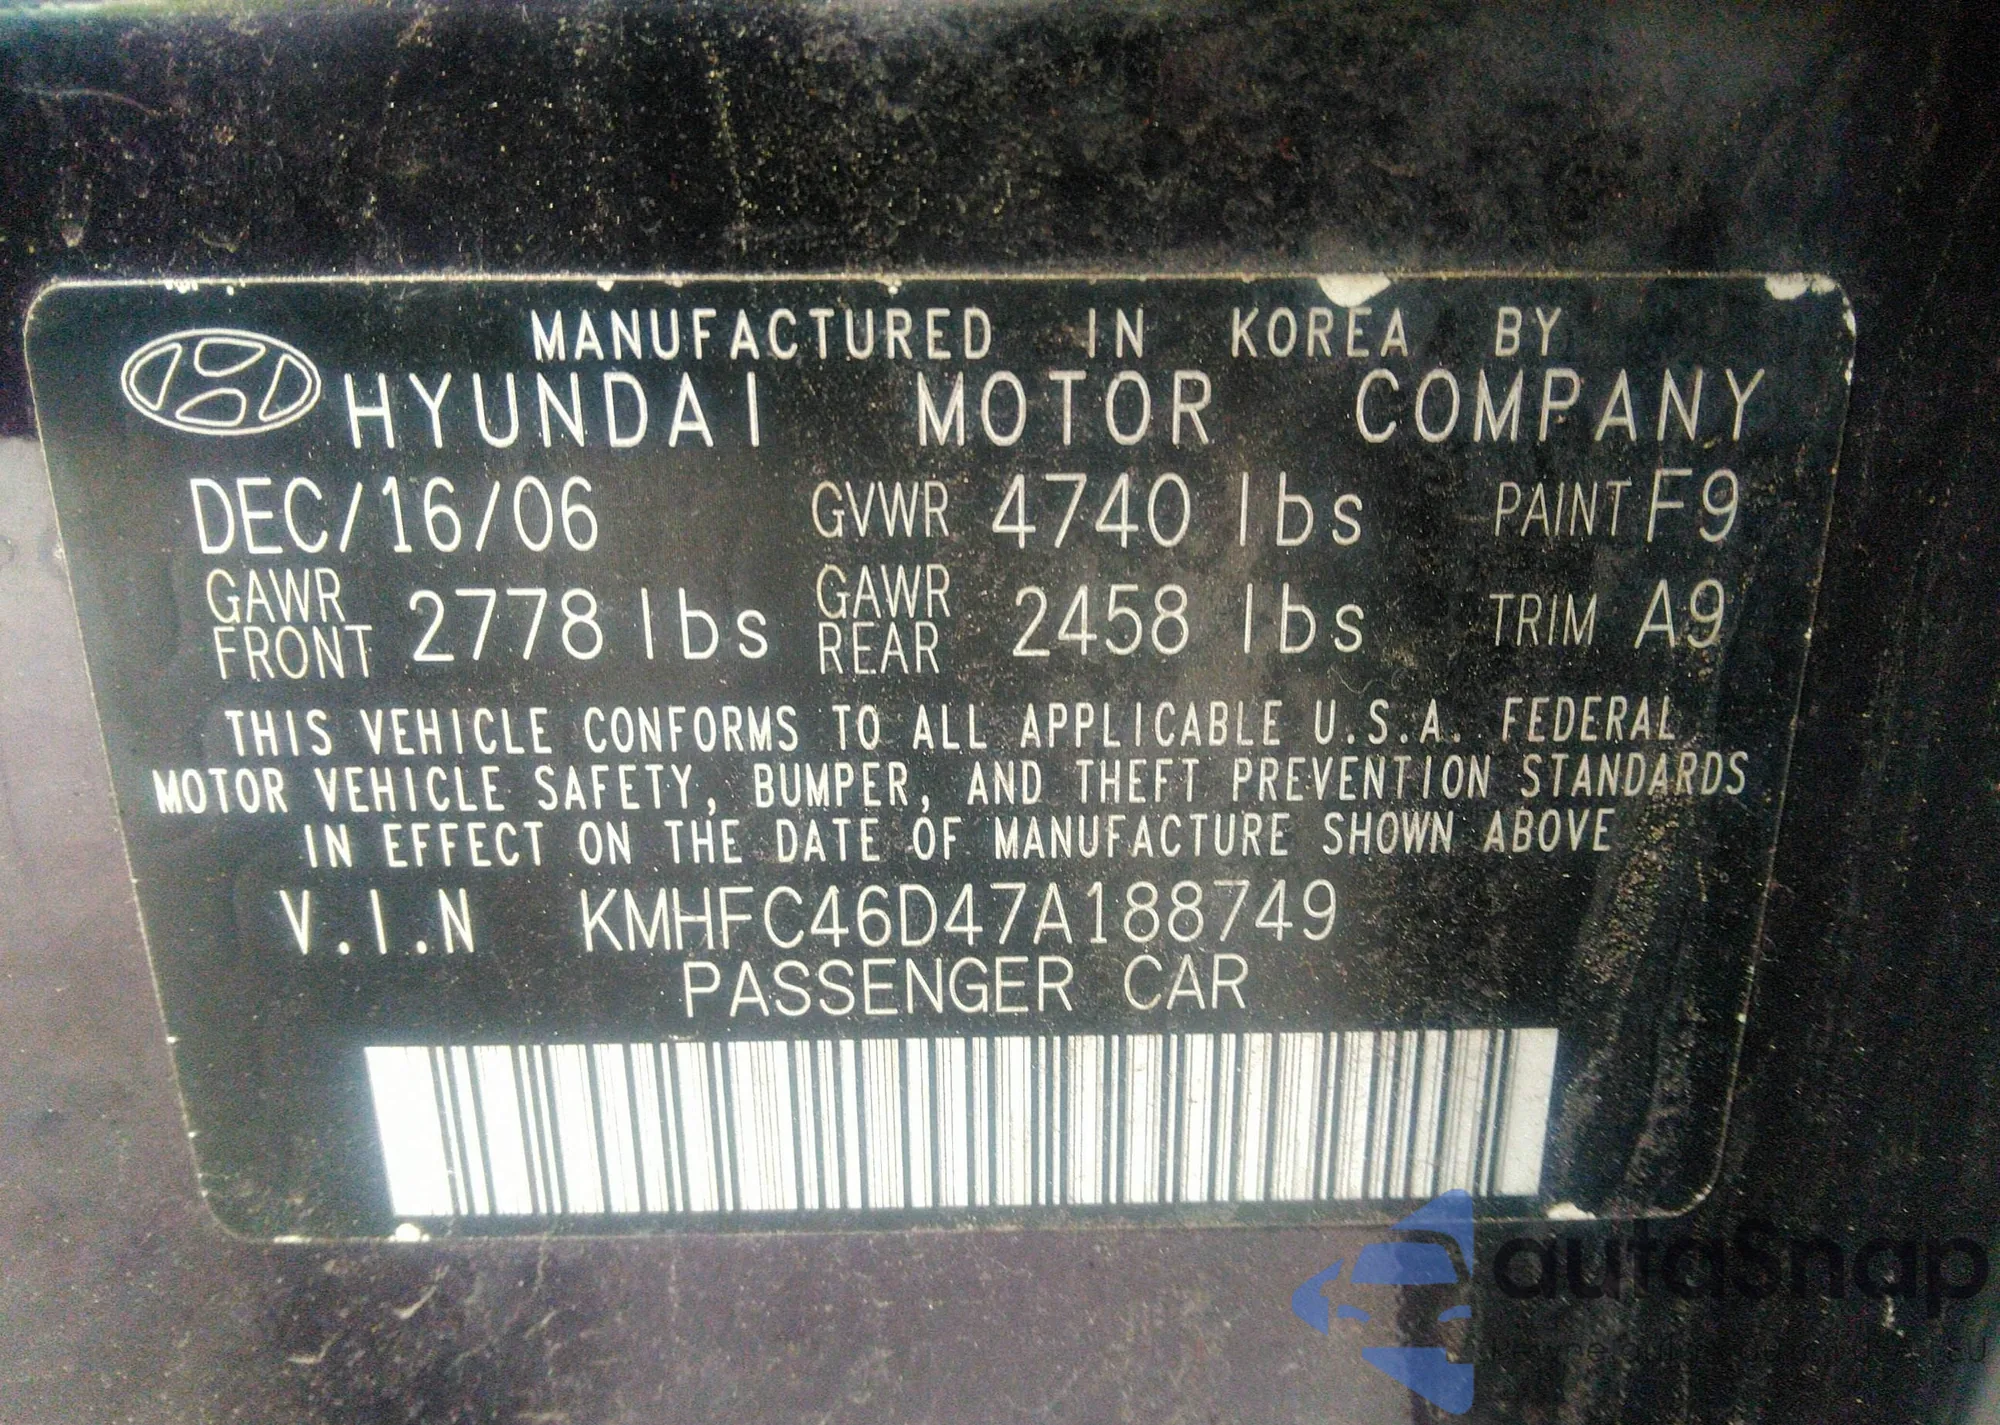 MANUFACTURED IN KOREA BY
HYUNDAI MOTOR COMPANY
DEC/16/06 GVWR 4740 lbs PAINT F9
GAWR FRONT 2778 lbs GAWR REAR 2458 lbs TRIM A9
THIS VEHICLE CONFORMS TO ALL APPLICABLE U.S.A. FEDERAL
MOTOR VEHICLE SAFETY, BUMPER, AND THEFT PREVENTION STANDARDS
IN EFFECT ON THE DATE OF MANUFACTURE SHOWN ABOVE
V.I.N KMHFC46D47A188749
PASSENGER CAR
autoSnap